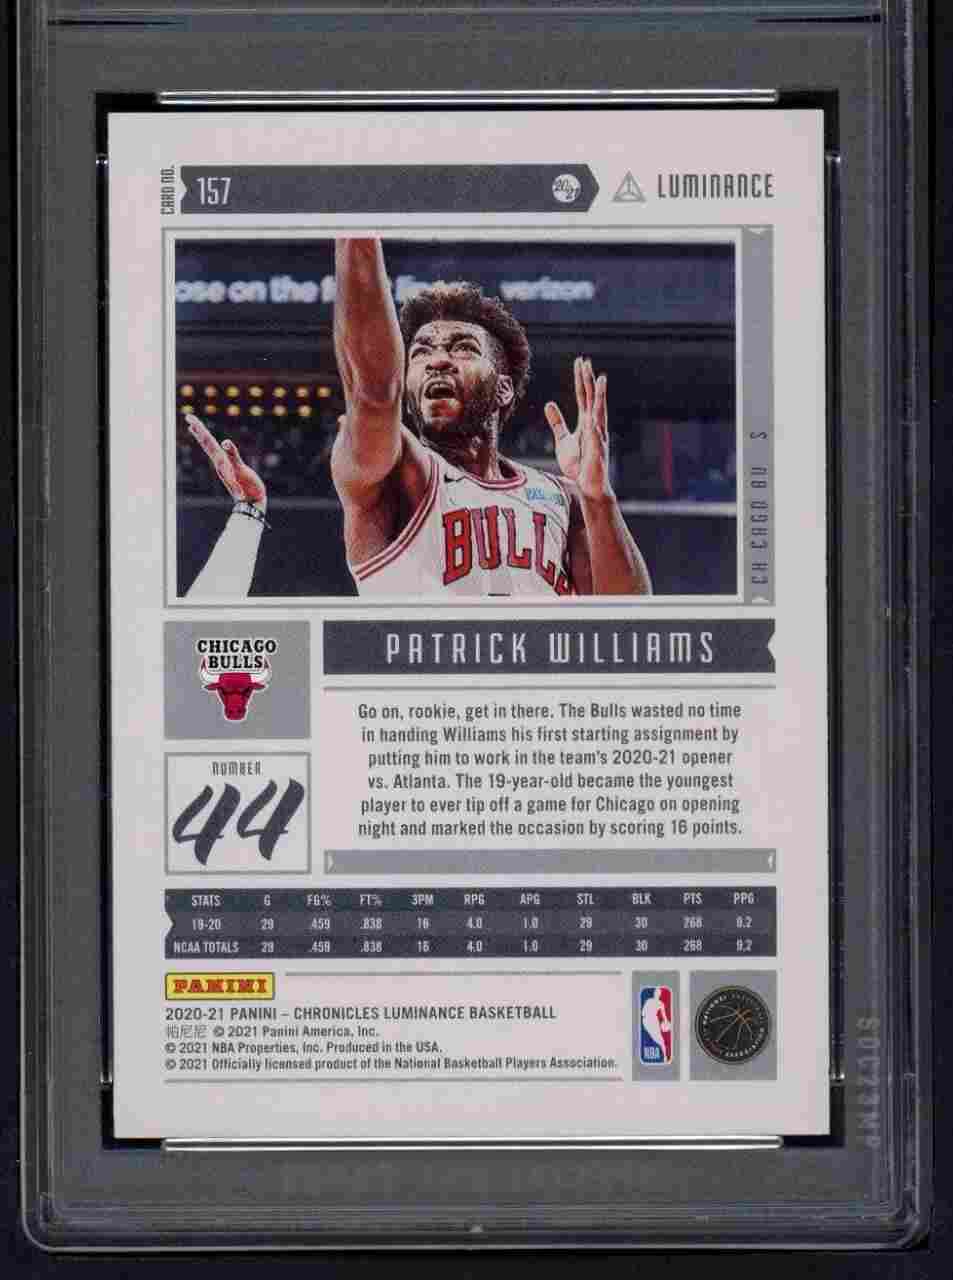 CARD NO.
157
20
21
LUMINANCE
ose on the f
verizon
BULL
CHICAGO BU S
CHICAGO
BULLS
PATRICK WILLIAMS
Go on, rookie, get in there. The Bulls wasted no time
in handing Williams his first starting assignment by
putting him to work in the team's 2020-21 opener
vs. Atlanta. The 19-year-old became the youngest
player to ever tip off a game for Chicago on opening
night and marked the occasion by scoring 16 points.
NUMBER
44
STATS G FG% FT% 3PM RPG APG STL BLK PTS PPG
19-20 29 .459 .838 16 4.0 1.0 29 30 268 9.2
NCAA TOTALS 29 .459 .838 16 4.0 1.0 29 30 268 9.2
PANINI
2020-21 PANINI – CHRONICLES LUMINANCE BASKETBALL
帕尼尼 © 2021 Panini America, Inc.
© 2021 NBA Properties, Inc. Produced in the USA.
© 2021 Officially licensed product of the National Basketball Players Association.
NBA